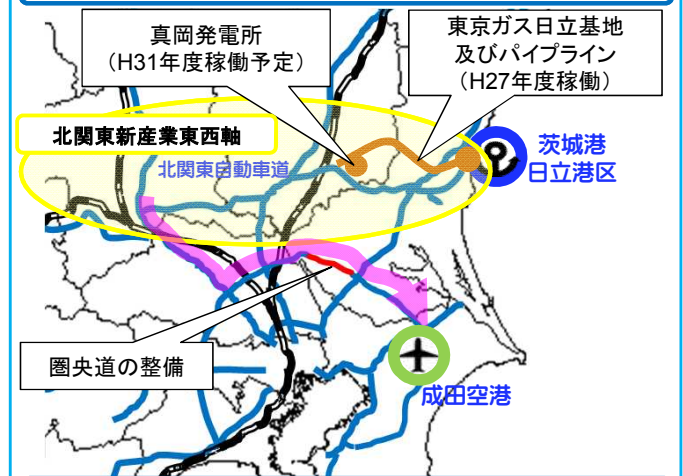 真岡発電所
（H31年度稼働予定）
東京ガス日立基地
及びパイプライン
（H27年度稼働）
北関東新産業東西軸
北関東自動車道
茨城港
日立港区
圏央道の整備
成田空港